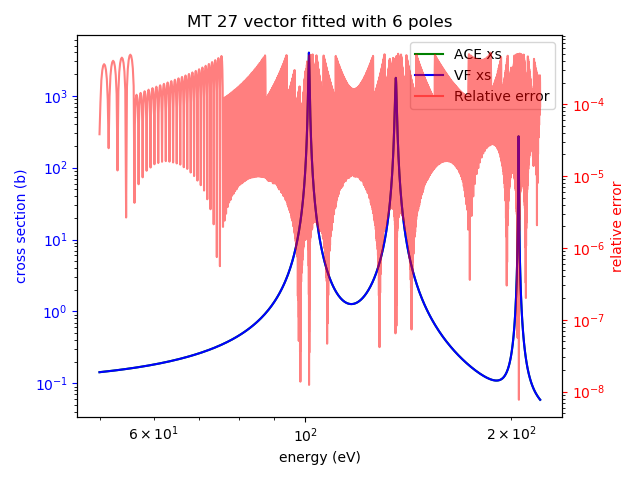 MT 27 vector fitted with 6 poles
ACE xs
VF xs
Relative error
cross section (b)
10³
10²
10¹
10⁰
10⁻¹
relative error
10⁻⁴
10⁻⁵
10⁻⁶
10⁻⁷
10⁻⁸
6 × 10¹
10²
2 × 10²
energy (eV)